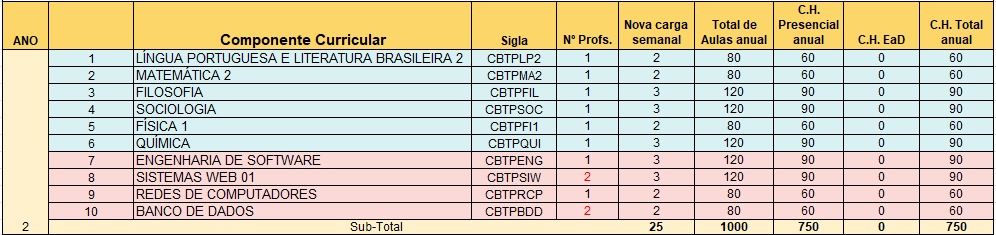 ANO Componente Curricular Sigla Nº Profs. Nova carga semanal Total de Aulas anual C.H. Presencial anual C.H. EaD C.H. Total anual
1 LÍNGUA PORTUGUESA E LITERATURA BRASILEIRA 2 CBTPLP2 1 2 80 60 0 60
2 MATEMÁTICA 2 CBTPMA2 1 2 80 60 0 60
3 FILOSOFIA CBTPFIL 1 3 120 90 0 90
4 SOCIOLOGIA CBTPSOC 1 3 120 90 0 90
5 FÍSICA 1 CBTPFI1 1 2 80 60 0 60
6 QUÍMICA CBTPQUI 1 3 120 90 0 90
7 ENGENHARIA DE SOFTWARE CBTPENG 1 3 120 90 0 90
8 SISTEMAS WEB 01 CBTPSIW 2 3 120 90 0 90
9 REDES DE COMPUTADORES CBTPRCP 1 2 80 60 0 60
10 BANCO DE DADOS CBTPBDD 2 2 80 60 0 60
2 Sub-Total 25 1000 750 0 750